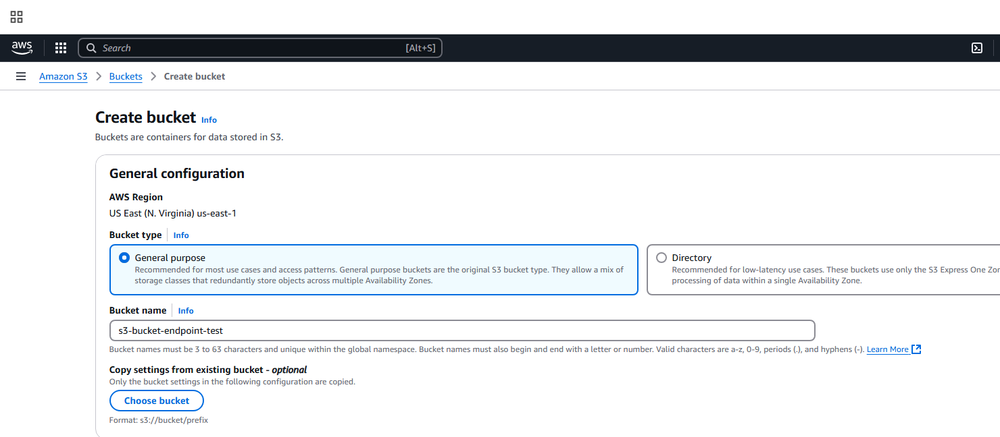 aws
Search [Alt+S]
Amazon S3 > Buckets > Create bucket
Create bucket Info
Buckets are containers for data stored in S3.
General configuration
AWS Region
US East (N. Virginia) us-east-1
Bucket type Info
General purpose
Recommended for most use cases and access patterns. General purpose buckets are the original S3 bucket type. They allow a mix of
storage classes that redundantly store objects across multiple Availability Zones.
Directory
Recommended for low-latency use cases. These buckets use only the S3 Express One Zon
processing of data within a single Availability Zone.
Bucket name Info
s3-bucket-endpoint-test
Bucket names must be 3 to 63 characters and unique within the global namespace. Bucket names must also begin and end with a letter or number. Valid characters are a-z, 0-9, periods (.), and hyphens (-). Learn More
Copy settings from existing bucket - optional
Only the bucket settings in the following configuration are copied.
Choose bucket
Format: s3://bucket/prefix